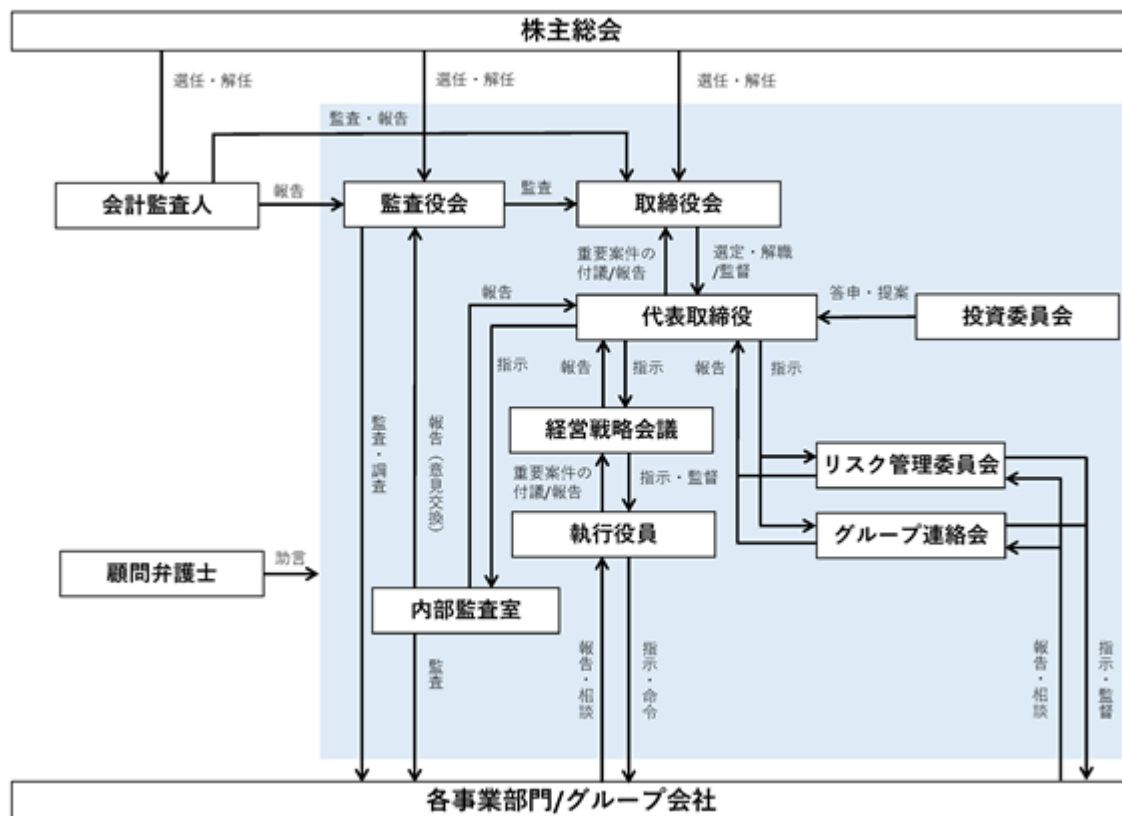 株主総会
選任・解任
選任・解任
選任・解任
監査・報告
会計監査人
報告
監査役会
監査
取締役会
重要案件の
付議/報告
選定・解職
/監督
報告
代表取締役
答申・提案
投資委員会
指示
報告
指示
報告
指示
経営戦略会議
監査・調査
報告（意見交換）
重要案件の
付議/報告
指示・監督
リスク管理委員会
執行役員
グループ連絡会
顧問弁護士
助言
内部監査室
監査
報告・相談
指示・命令
報告・相談
指示・監督
各事業部門/グループ会社